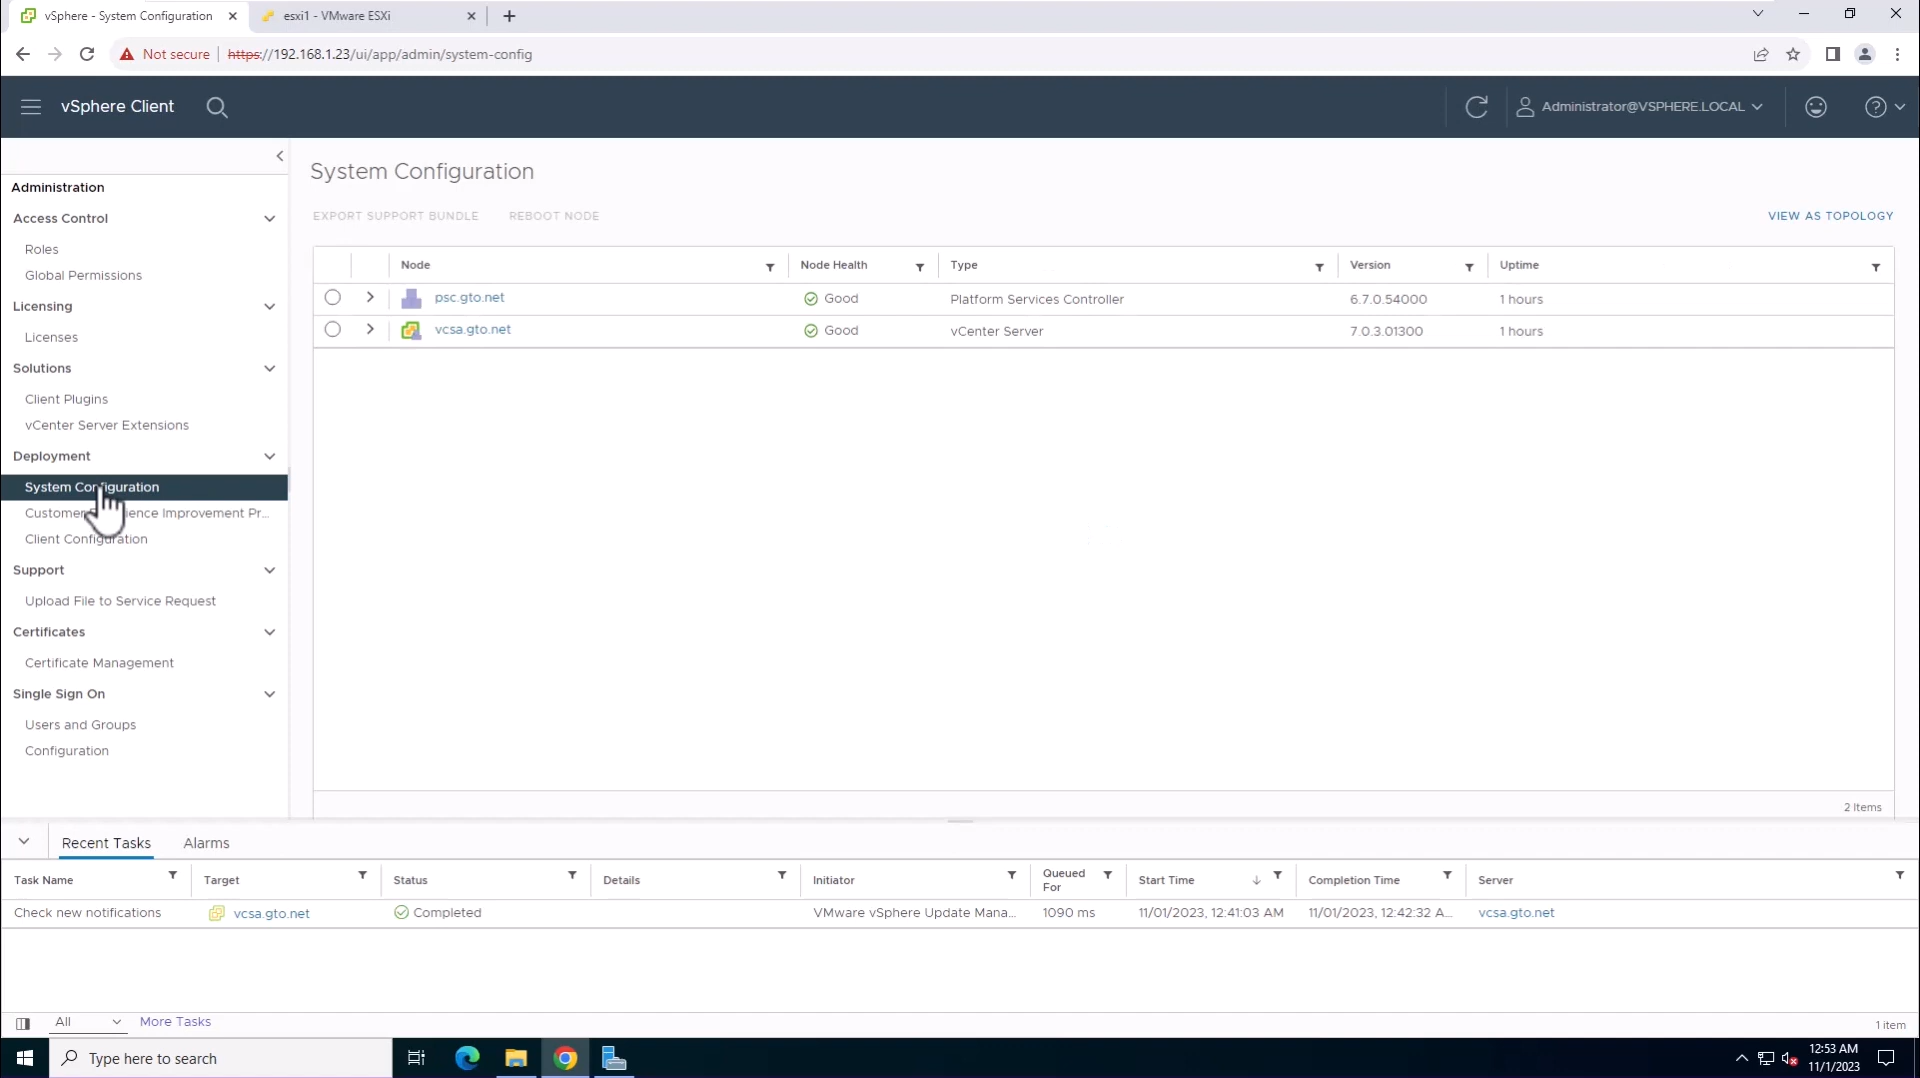 vSphere - System Configuration
esxi1 - VMware ESXi
Not secure
https://192.168.1.23/ui/app/admin/system-config
vSphere Client
Administrator@VSPHERE.LOCAL
Administration
Access Control
Roles
Global Permissions
Licensing
Licenses
Solutions
Client Plugins
vCenter Server Extensions
Deployment
System Configuration
Customer ience Improvement Pr...
Client Configuration
Support
Upload File to Service Request
Certificates
Certificate Management
Single Sign On
Users and Groups
Configuration
System Configuration
EXPORT SUPPORT BUNDLE REBOOT NODE VIEW AS TOPOLOGY
Node Node Health Type Version Uptime
psc.gto.net Good Platform Services Controller 6.7.0.54000 1 hours
vcsa.gto.net Good vCenter Server 7.0.3.01300 1 hours
2 Items
Recent Tasks Alarms
Task Name Target Status Details Initiator Queued For Start Time Completion Time Server
Check new notifications vcsa.gto.net Completed VMware vSphere Update Mana... 1090 ms 11/01/2023, 12:41:03 AM 11/01/2023, 12:42:32 A... vcsa.gto.net
All More Tasks
1 item
Type here to search
12:53 AM
11/1/2023